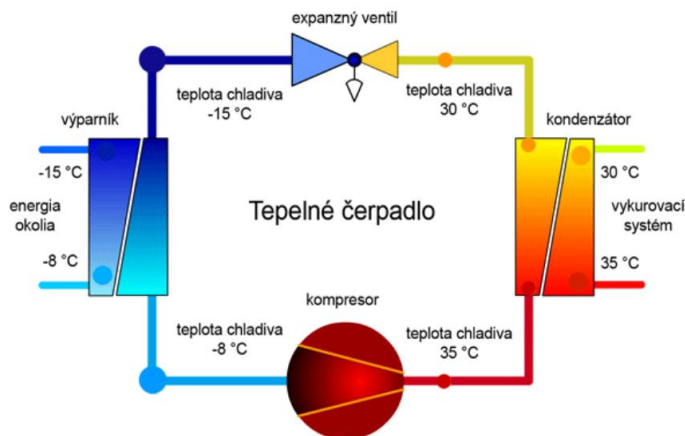 expanzný ventil
teplota chladiva
-15 °C
teplota chladiva
30 °C
výparník
kondenzátor
-15 °C
30 °C
energia
okolia
Tepelné čerpadlo
vykurovací
systém
-8 °C
35 °C
kompresor
teplota chladiva
-8 °C
teplota chladiva
35 °C